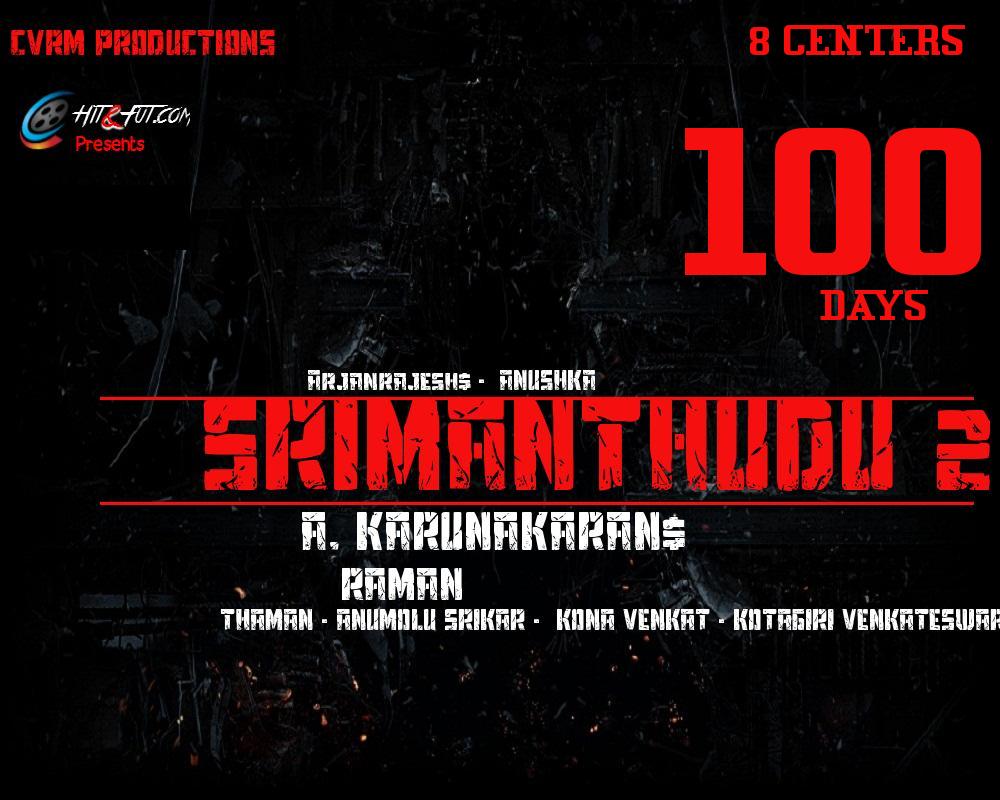 CVRM PRODUCTIONS
8 CENTERS
HIT&FUT.COM
Presents
100
DAYS
ARJANRAJESH$ - ANUSHKA
SRIMANTHUDU 2
A. KARUNAKARAN$
RAMAN
THAMAN - ANUMOLU SRIKAR - KONA VENKAT - KOTAGIRI VENKATESWAR